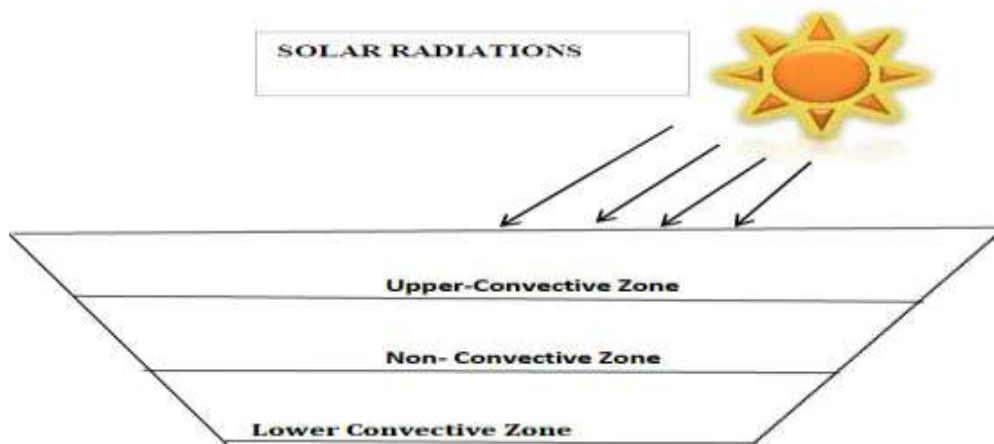 SOLAR RADIATIONS
Upper-Convective Zone
Non- Convective Zone
Lower Convective Zone